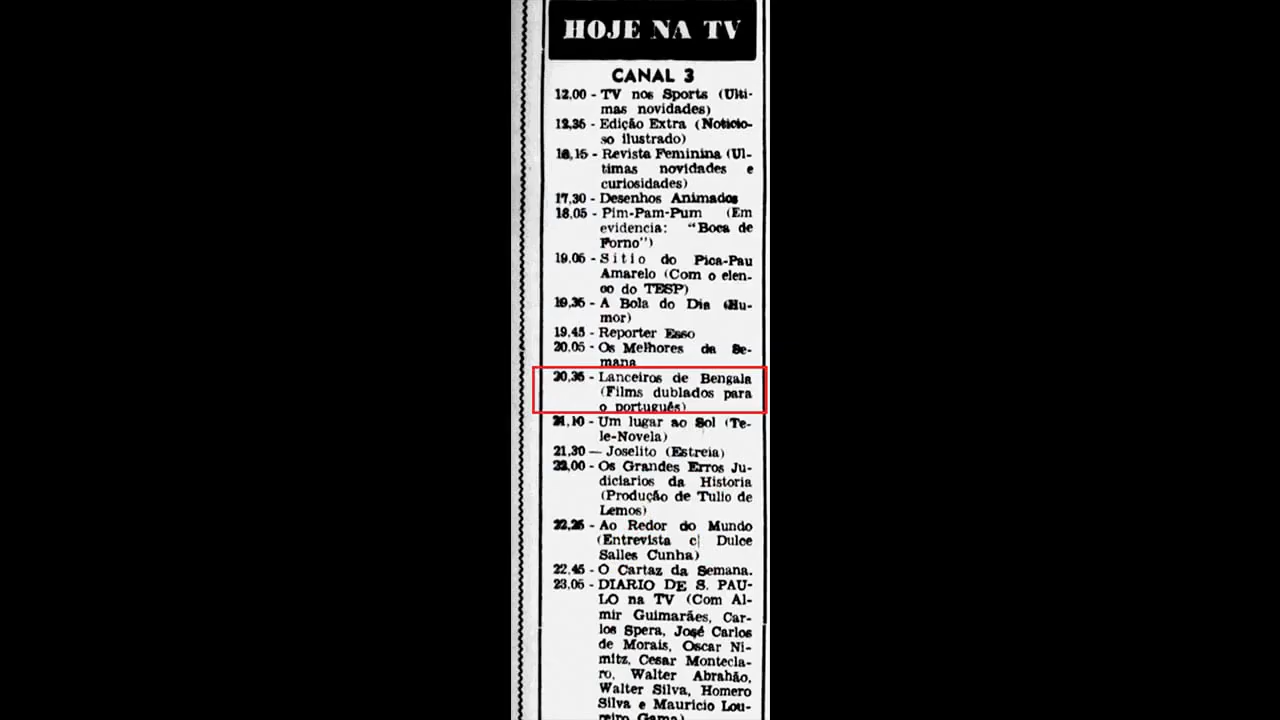 HOJE NA TV
CANAL 3
12.00 - TV nos Sports (Ulti-
mas novidades)
12,35 - Edição Extra (Noticio-
so ilustrado)
16,15 - Revista Feminina (Ul-
timas novidades e
curiosidades)
17,30 - Desenhos Animados
18,05 - Pim-Pam-Pum (Em
evidencia: "Boca de
Forno")
19.05 - Sitio do Pica-Pau
Amarelo (Com o elen-
co do TESP)
19,35 - A Bola do Dia (Hu-
mor)
19.45 - Reporter Esso
20.05 - Os Melhores da Se-
mana
20,35 - Lanceiros de Bengala
(Films dublados para
o português)
21,10 - Um lugar ao Sol (Te-
le-Novela)
21,30 — Joselito (Estreia)
22,00 - Os Grandes Erros Ju-
diciarios da Historia
(Produção de Tulio de
Lemos)
22,25 - Ao Redor do Mundo
(Entrevista c| Dulce
Salles Cunha)
22.45 - O Cartaz da Semana.
23,05 - DIARIO DE S. PAU-
LO na TV (Com Al-
mir Guimarães, Car-
los Spera, José Carlos
de Morais, Oscar Ni-
mitz, Cesar Montecla-
ro, Walter Abrahão,
Walter Silva, Homero
Silva e Mauricio Lou-
reiro Gama)